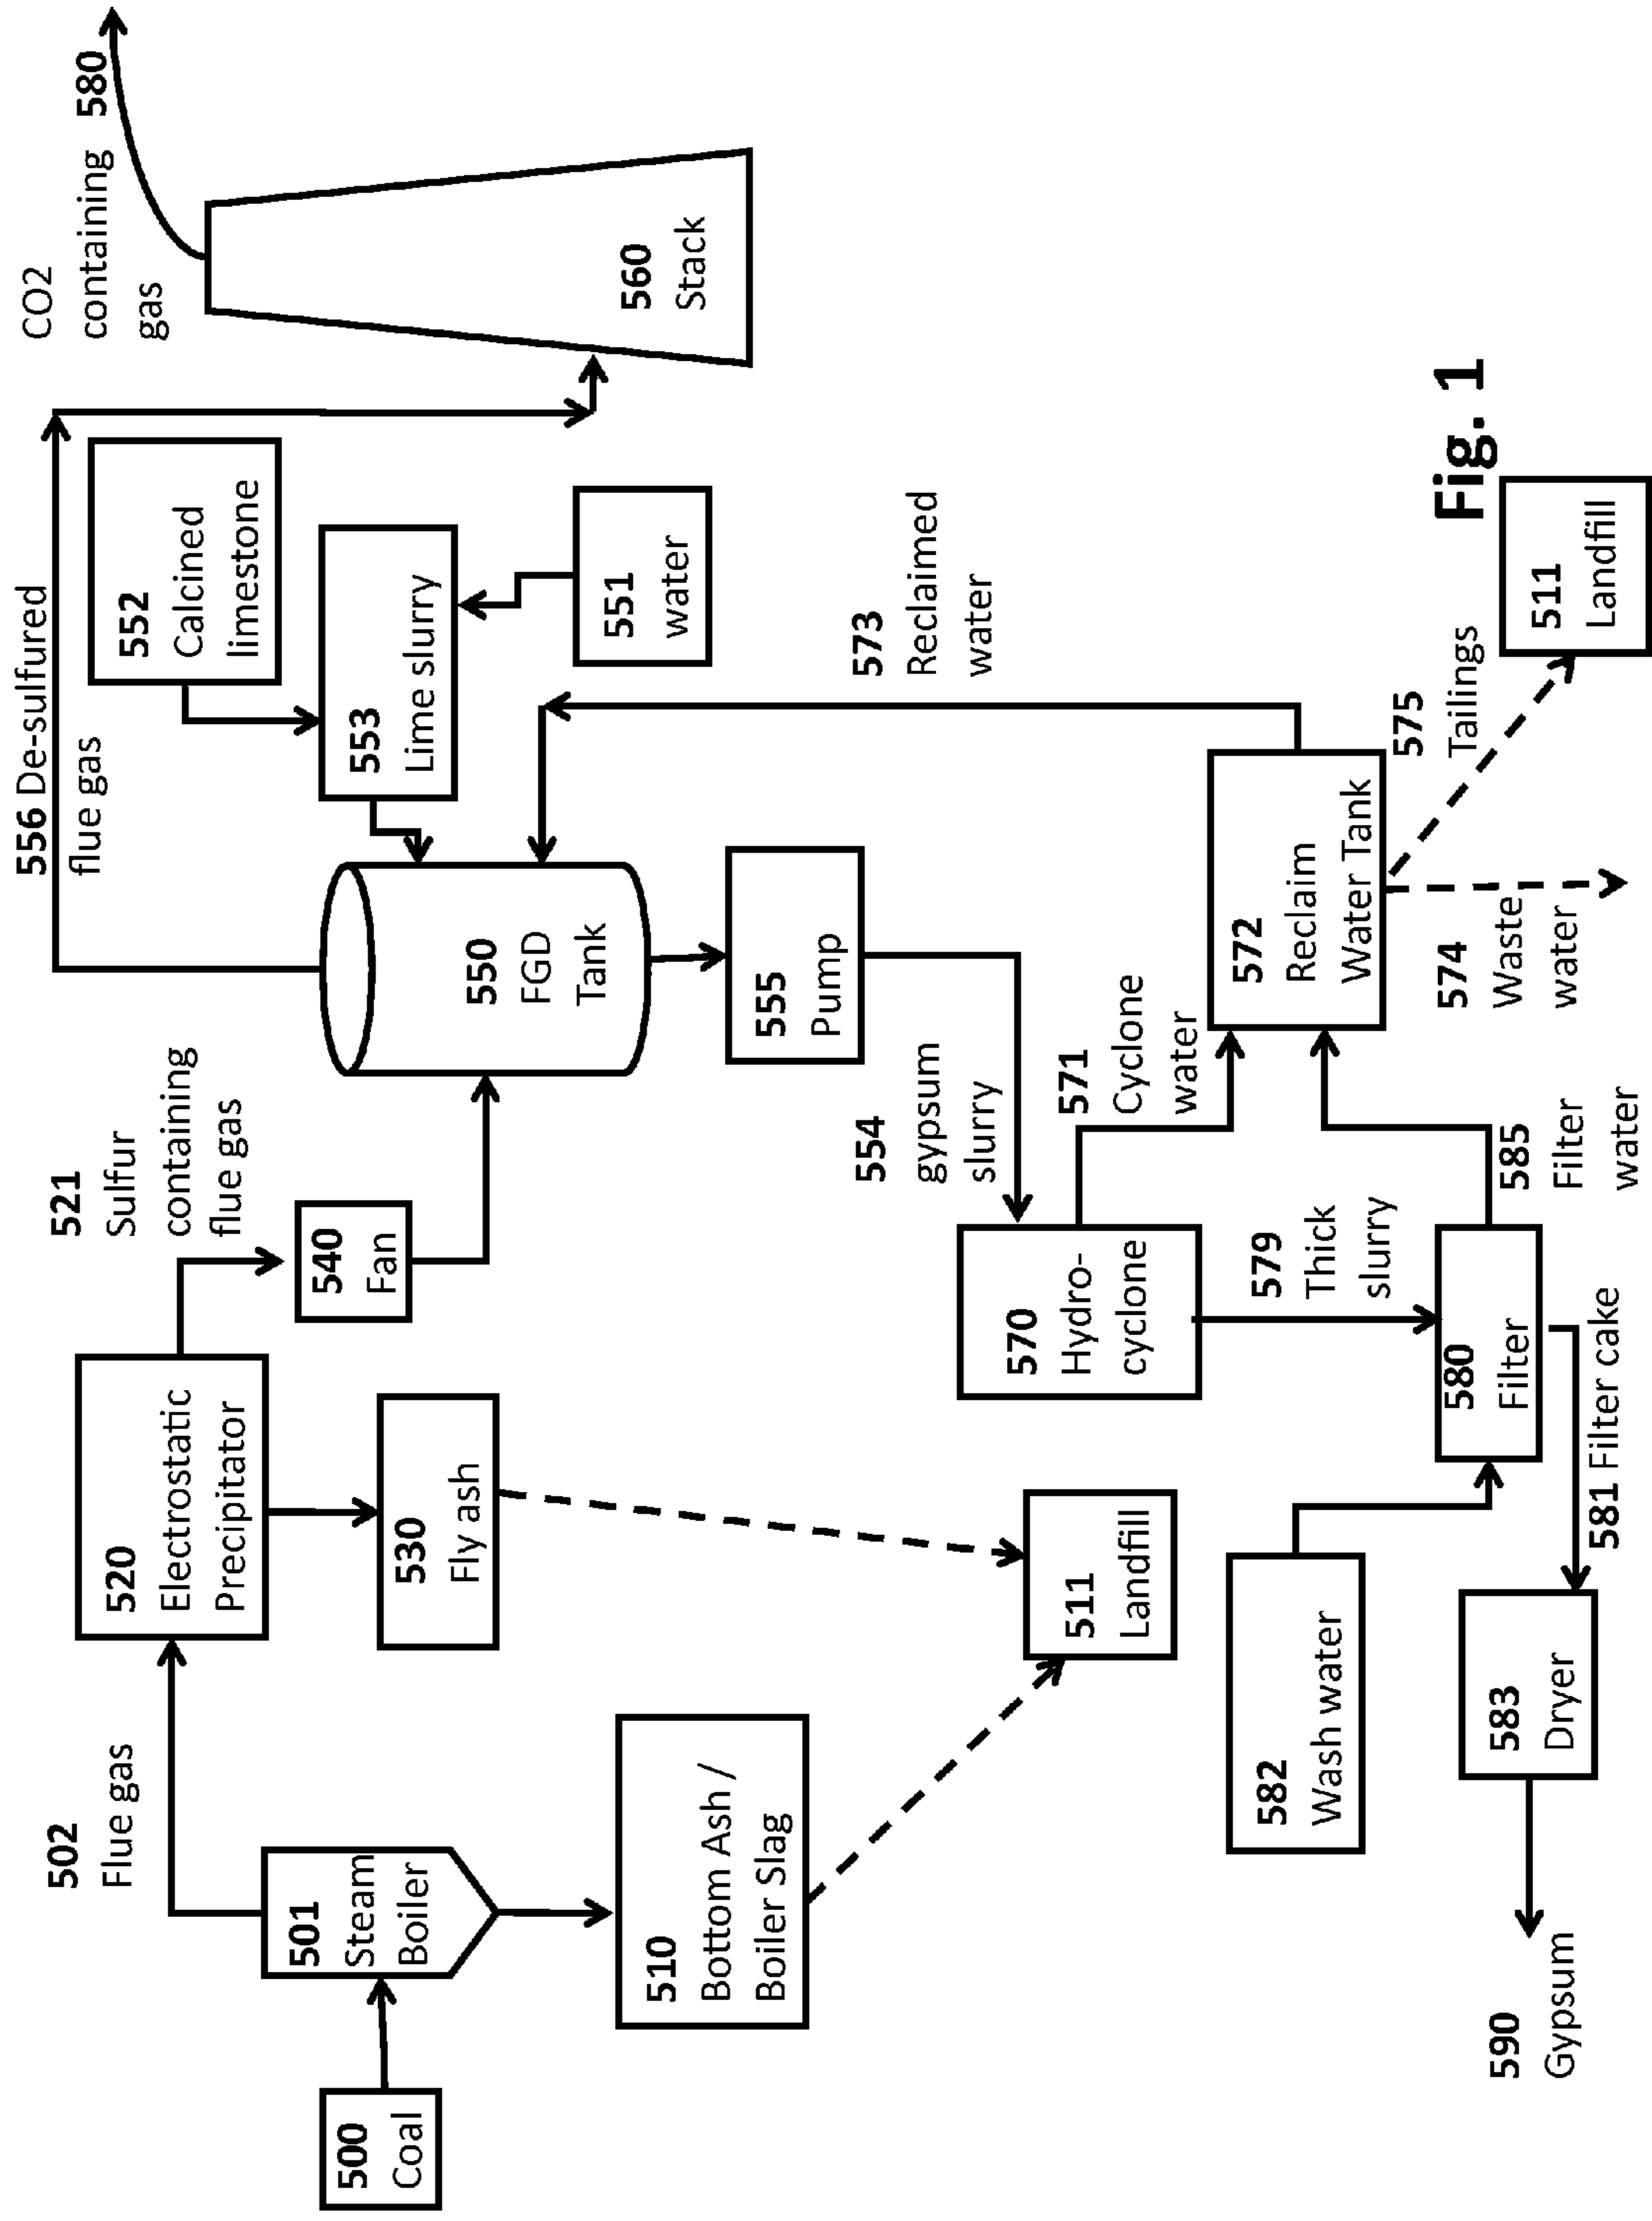 500
Coal
501
Steam
Boiler
502
Flue gas
510
Bottom Ash /
Boiler Slag
520
Electrostatic
Precipitator
530
Fly ash
511
Landfill
521
Sulfur
containing
flue gas
540
Fan
550
FGD
Tank
556 De-sulfured
flue gas
552
Calcined
limestone
553
Lime slurry
551
water
CO2
containing 580
gas
560
Stack
555
Pump
554
gypsum
slurry
573
Reclaimed
water
570
Hydro-
cyclone
571
Cyclone
water
572
Reclaim
Water Tank
574
Waste
water
575
Tailings
511
Landfill
579
Thick
slurry
580
Filter
585
Filter
water
582
Wash water
581 Filter cake
583
Dryer
590
Gypsum
Fig. 1